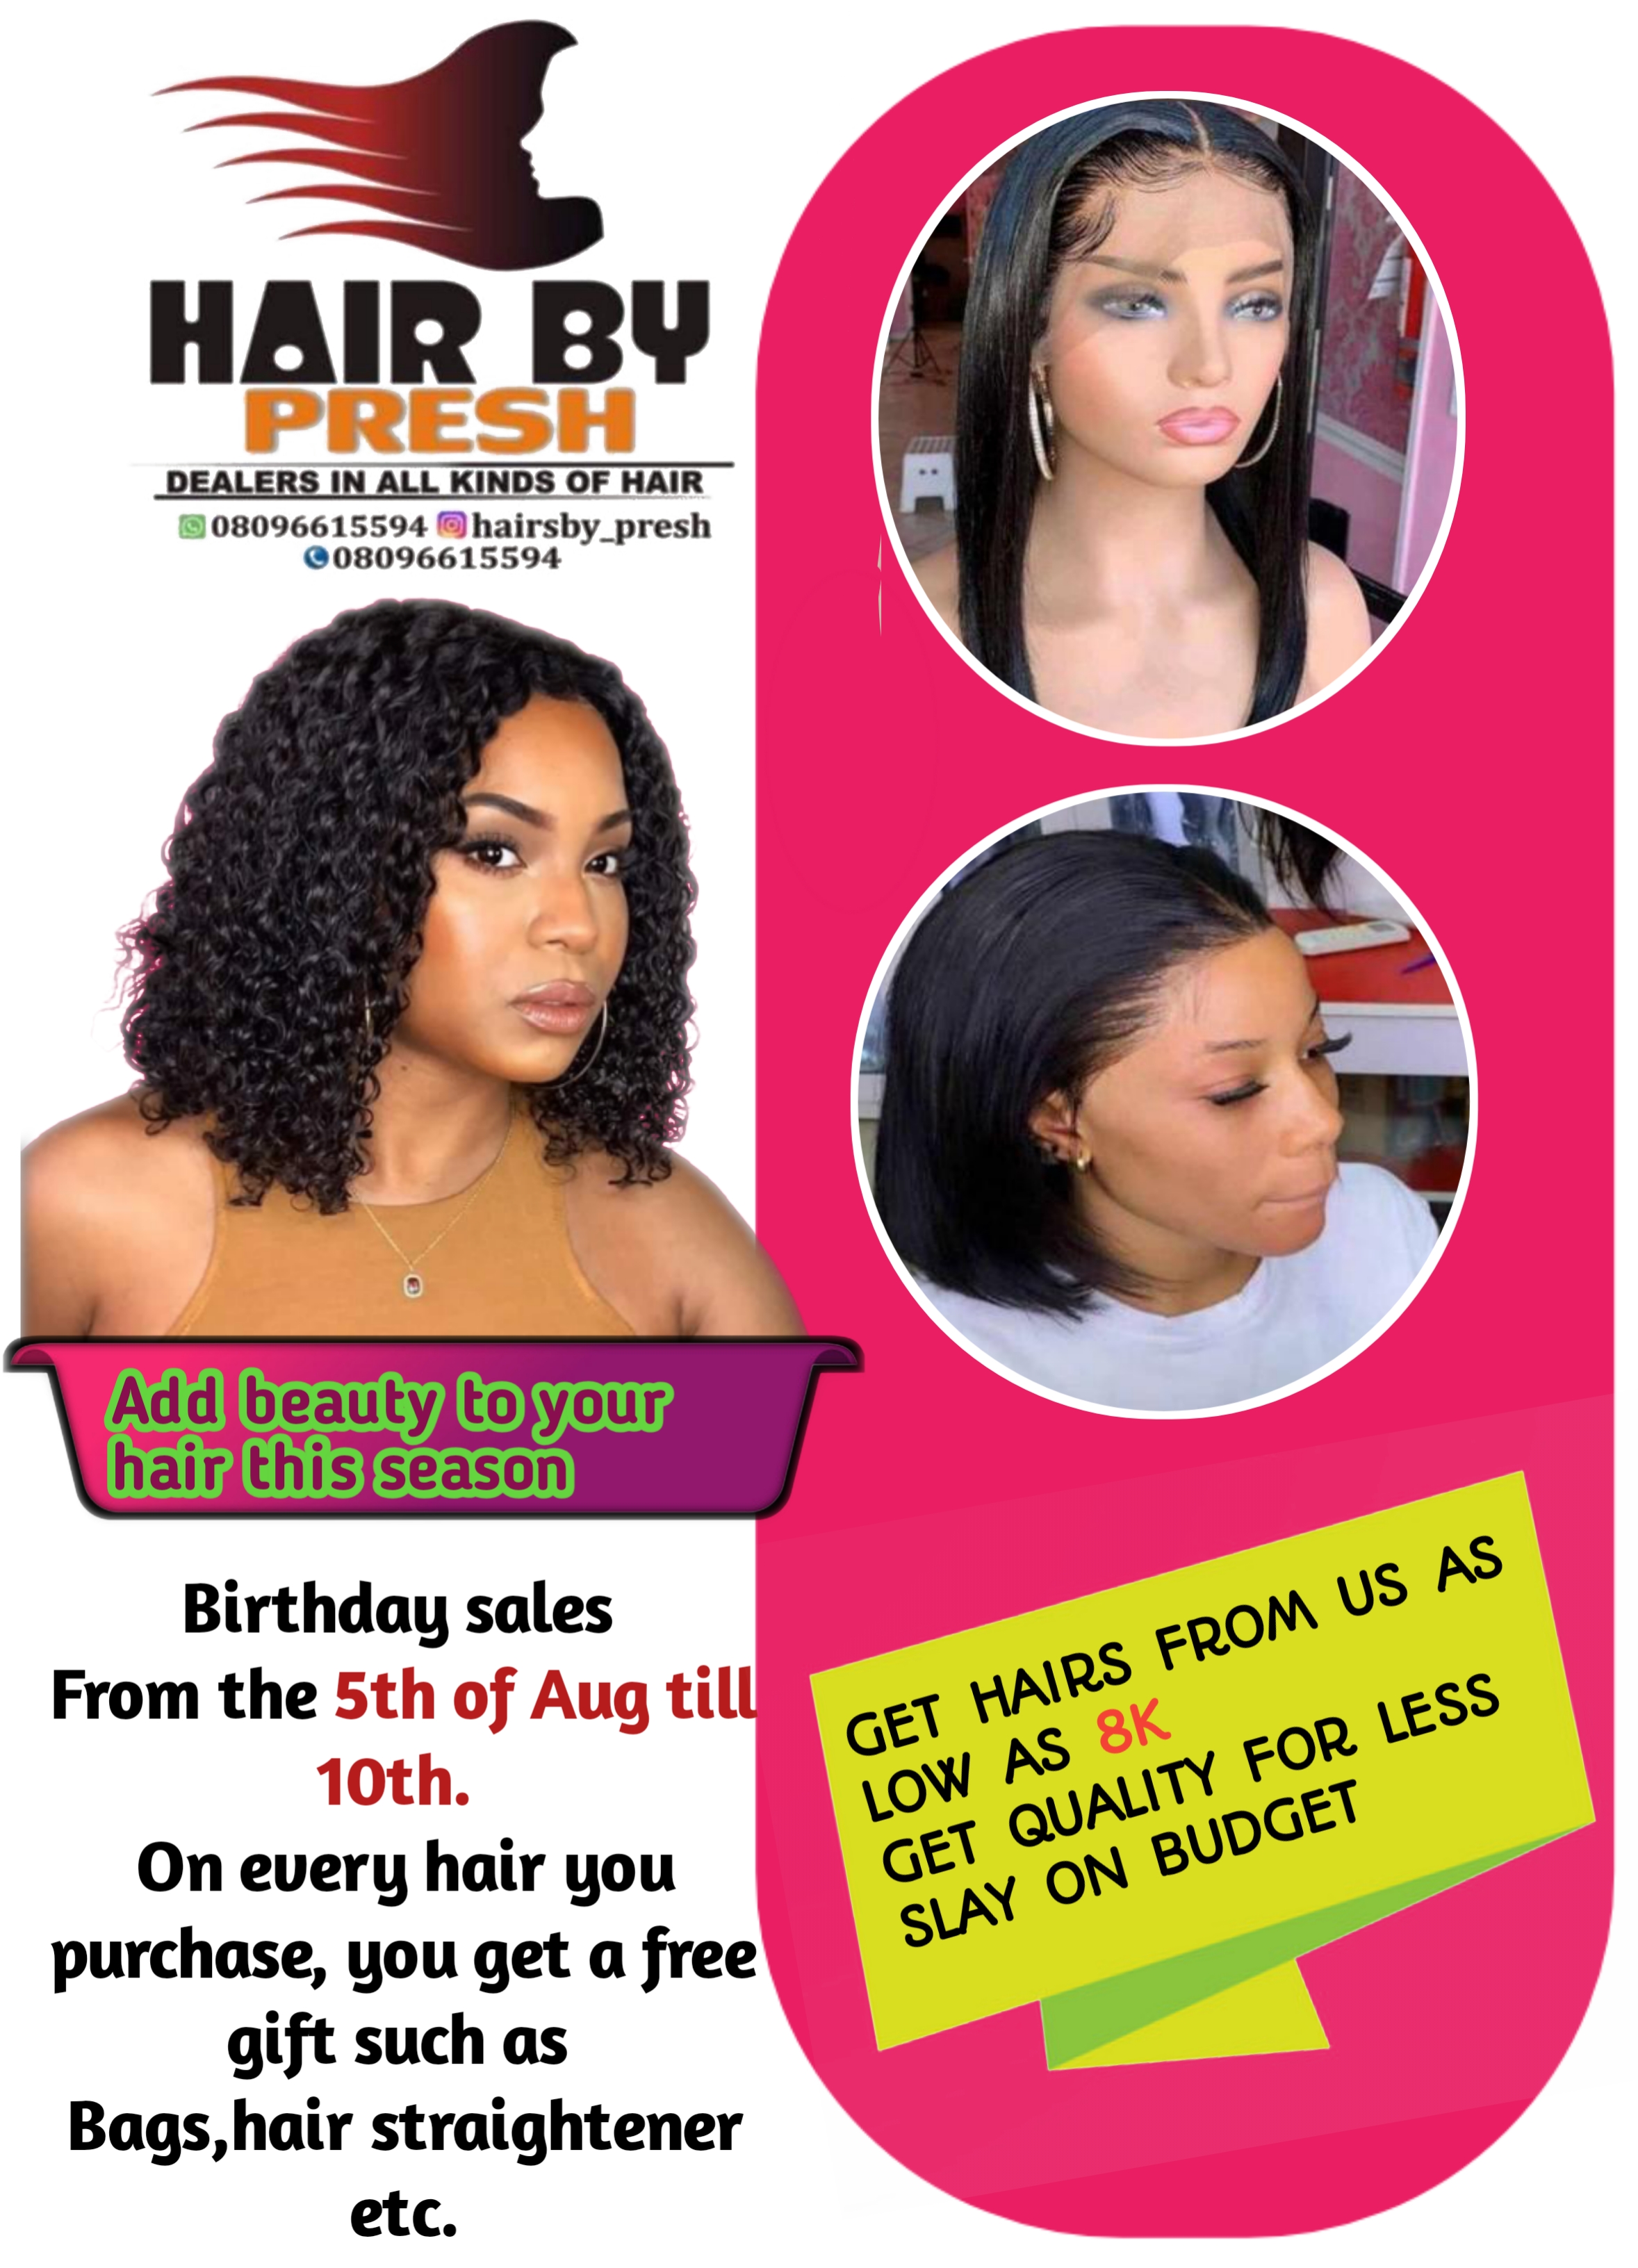 HAIR BY
PRESH
DEALERS IN ALL KINDS OF HAIR
08096615594 hairsby_presh
08096615594
Add beauty to your
hair this season
Birthday sales
From the 5th of Aug till
10th.
On every hair you
purchase, you get a free
gift such as
Bags,hair straightener
etc.
GET HAIRS FROM US AS
LOW AS 8K
GET QUALITY FOR LESS
SLAY ON BUDGET